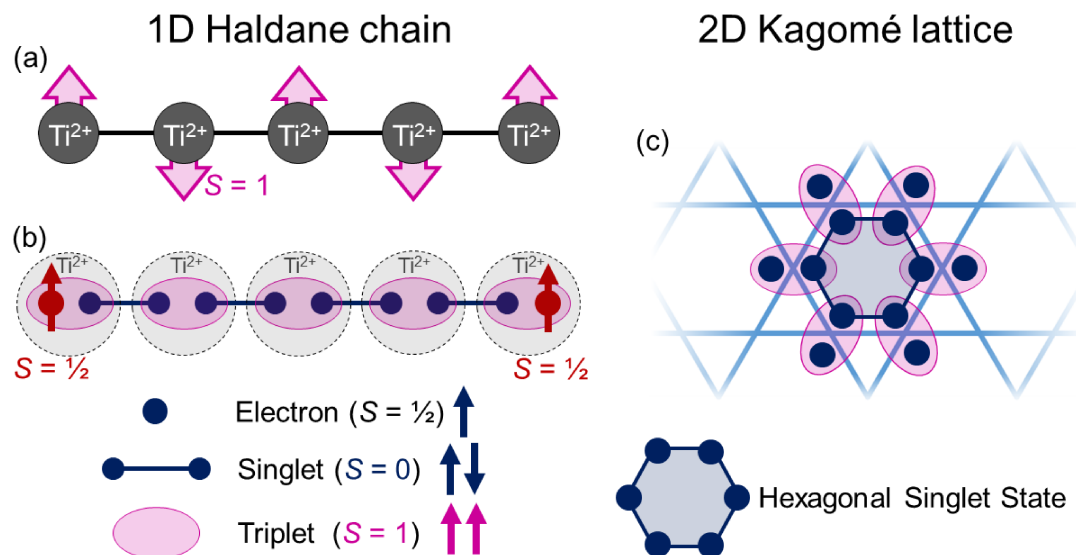 1D Haldane chain
2D Kagomé lattice
(a)
Ti²⁺ Ti²⁺ Ti²⁺ Ti²⁺ Ti²⁺
S = 1
(b)
Ti²⁺ Ti²⁺ Ti²⁺ Ti²⁺ Ti²⁺
S = ½ S = ½
Electron (S = ½)
Singlet (S = 0)
Triplet (S = 1)
(c)
Hexagonal Singlet State